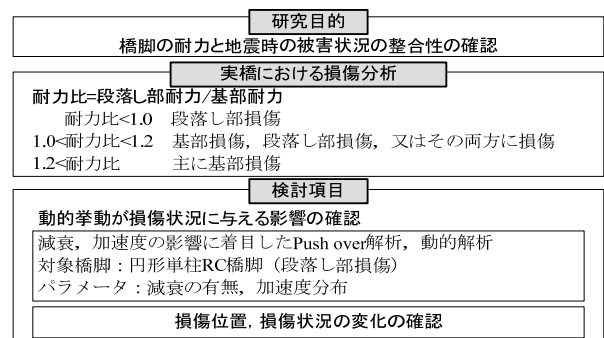 研究目的
橋脚の耐力と地震時の被害状況の整合性の確認
実橋における損傷分析
耐力比=段落し部耐力/基部耐力
耐力比<1.0 段落し部損傷
1.0<耐力比<1.2 基部損傷，段落し部損傷，又はその両方に損傷
1.2<耐力比 主に基部損傷
検討項目
動的挙動が損傷状況に与える影響の確認
減衰，加速度の影響に着目したPush over解析，動的解析
対象橋脚：円形単柱RC橋脚（段落し部損傷）
パラメータ：減衰の有無，加速度分布
損傷位置，損傷状況の変化の確認